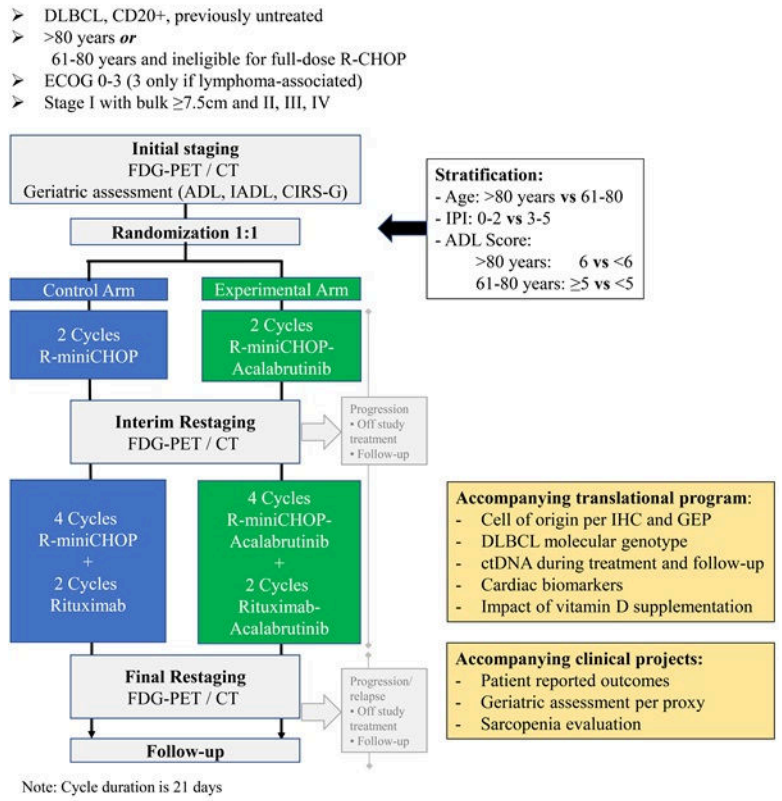 ➢ DLBCL, CD20+, previously untreated
➢ >80 years or
61-80 years and ineligible for full-dose R-CHOP
➢ ECOG 0-3 (3 only if lymphoma-associated)
➢ Stage I with bulk ≥7.5cm and II, III, IV
Initial staging
FDG-PET / CT
Geriatric assessment (ADL, IADL, CIRS-G)
Stratification:
- Age: >80 years vs 61-80
- IPI: 0-2 vs 3-5
- ADL Score:
>80 years: 6 vs <6
61-80 years: ≥5 vs <5
Randomization 1:1
Control Arm
Experimental Arm
2 Cycles
R-miniCHOP
2 Cycles
R-miniCHOP-
Acalabrutinib
Interim Restaging
FDG-PET / CT
Progression
• Off study
treatment
• Follow-up
4 Cycles
R-miniCHOP
+
2 Cycles
Rituximab
4 Cycles
R-miniCHOP-
Acalabrutinib
+
2 Cycles
Rituximab-
Acalabrutinib
Accompanying translational program:
- Cell of origin per IHC and GEP
- DLBCL molecular genotype
- ctDNA during treatment and follow-up
- Cardiac biomarkers
- Impact of vitamin D supplementation
Final Restaging
FDG-PET / CT
Progression/
relapse
• Off study
treatment
• Follow-up
Accompanying clinical projects:
- Patient reported outcomes
- Geriatric assessment per proxy
- Sarcopenia evaluation
Follow-up
Note: Cycle duration is 21 days